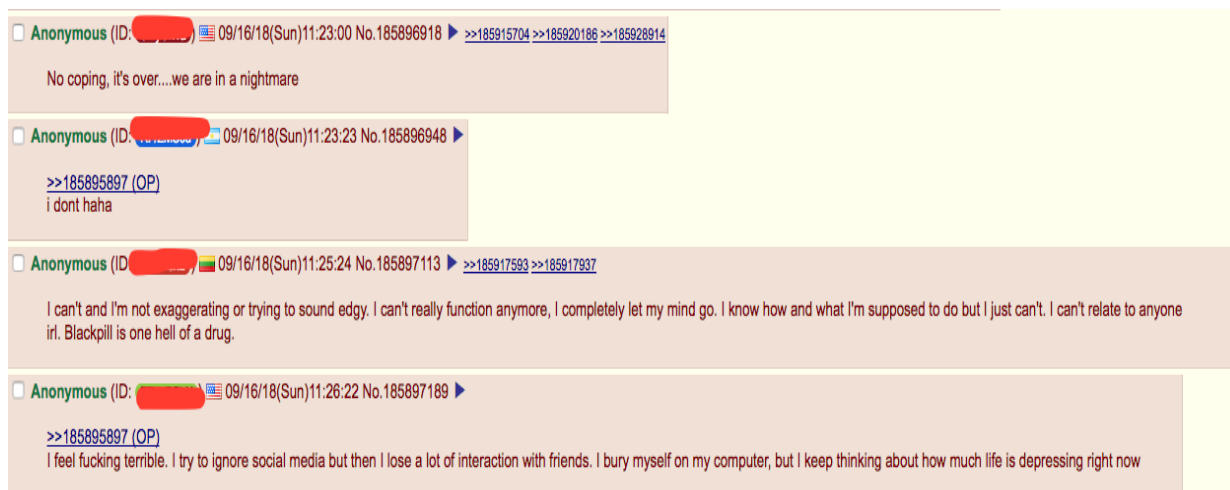 Anonymous (ID: ) 09/16/18(Sun)11:23:00 No.185896918 ▶ >>185915704 >>185920186 >>185928914
No coping, it's over....we are in a nightmare
Anonymous (ID: ) 09/16/18(Sun)11:23:23 No.185896948 ▶
>>185895897 (OP)
i dont haha
Anonymous (ID ) 09/16/18(Sun)11:25:24 No.185897113 ▶ >>185917593 >>185917937
I can't and I'm not exaggerating or trying to sound edgy. I can't really function anymore, I completely let my mind go. I know how and what I'm supposed to do but I just can't. I can't relate to anyone
irl. Blackpill is one hell of a drug.
Anonymous (ID: ) 09/16/18(Sun)11:26:22 No.185897189 ▶
>>185895897 (OP)
I feel fucking terrible. I try to ignore social media but then I lose a lot of interaction with friends. I bury myself on my computer, but I keep thinking about how much life is depressing right now